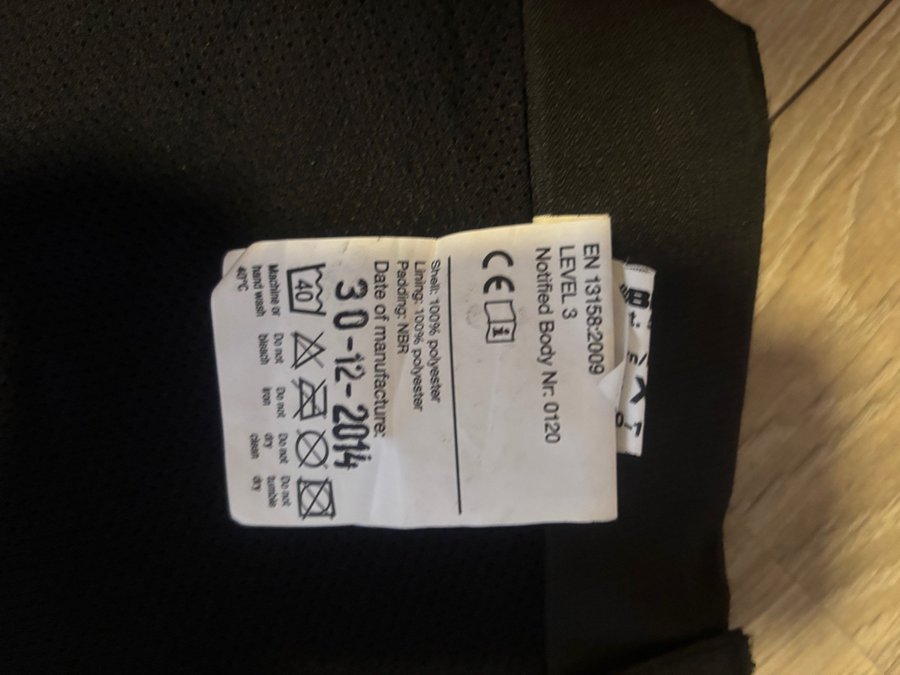 EN 13158:2009
LEVEL 3
Notified Body Nr: 0120
CE i
Shell: 100% polyester
Lining: 100% polyester
Padding: NBR
Date of manufacture:
30-12-2014
40
Machine or hand wash 40°C
Do not bleach
Do not iron
Do not dry clean
Do not tumble dry